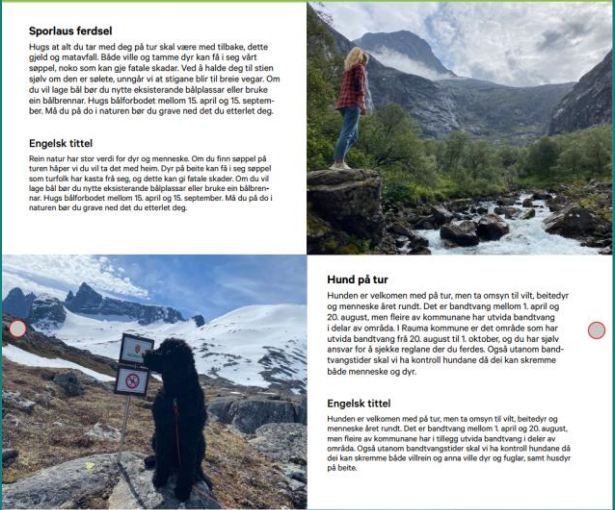 Sporlaus ferdsel
Hugs at alt du tar med deg på tur skal være med tilbake, dette
gjeld og matavfall. Både ville og tamme dyr kan få i seg vårt
søppel, noko som kan gje fatale skadar. Ved å halde deg til stien
sjølv om den er sølete, unngår vi at stigane blir til breie vegar. Om
du vil lage bål bør du nytte eksisterande bålplassar eller bruke
ein bålbrennar. Hugs bålforbodet mellom 15. april og 15. septem-
ber. Må du på do i naturen bør du grave ned det du etterlet deg.
Engelsk tittel
Rein natur har stor verdi for dyr og menneske. Om du finn søppel på
turen håper vi du vil ta det med heim. Dyr på beite kan få i seg søppel
som turfolk har kasta frå seg, og dette kan gi fatale skader. Om du vil
lage bål bør du nytte eksisterande bålplassar eller bruke ein bålbren-
nar. Hugs bålforbodet mellom 15. april og 15. september. Må du på do i
naturen bør du grave ned det du etterlet deg.
Hund på tur
Hunden er velkomen med på tur, men ta omsyn til vilt, beitedyr
og menneske året rundt. Det er bandtvang mellom 1. april og
20. august, men fleire av kommunane har utvida bandtvang
i delar av områda. I Rauma kommune er det område som har
utvida bandtvang frå 20. august til 1. oktober, og du har sjølv
ansvar for å sjekke reglane der du ferdes. Også utanom band-
tvangstider skal vi ha kontroll hundane då dei kan skremme
både menneske og dyr.
Engelsk tittel
Hunden er velkomen med på tur, men ta omsyn til vilt, beitedyr og
menneske året rundt. Det er bandtvang mellom 1. april og 20. august,
men fleire av kommunane har i tillegg utvida bandtvang i deler av
områda. Også utanom bandtvangstider skal vi ha kontroll hundane då
dei kan skremme både villrein og anna ville dyr og fuglar, samt husdyr
på beite.